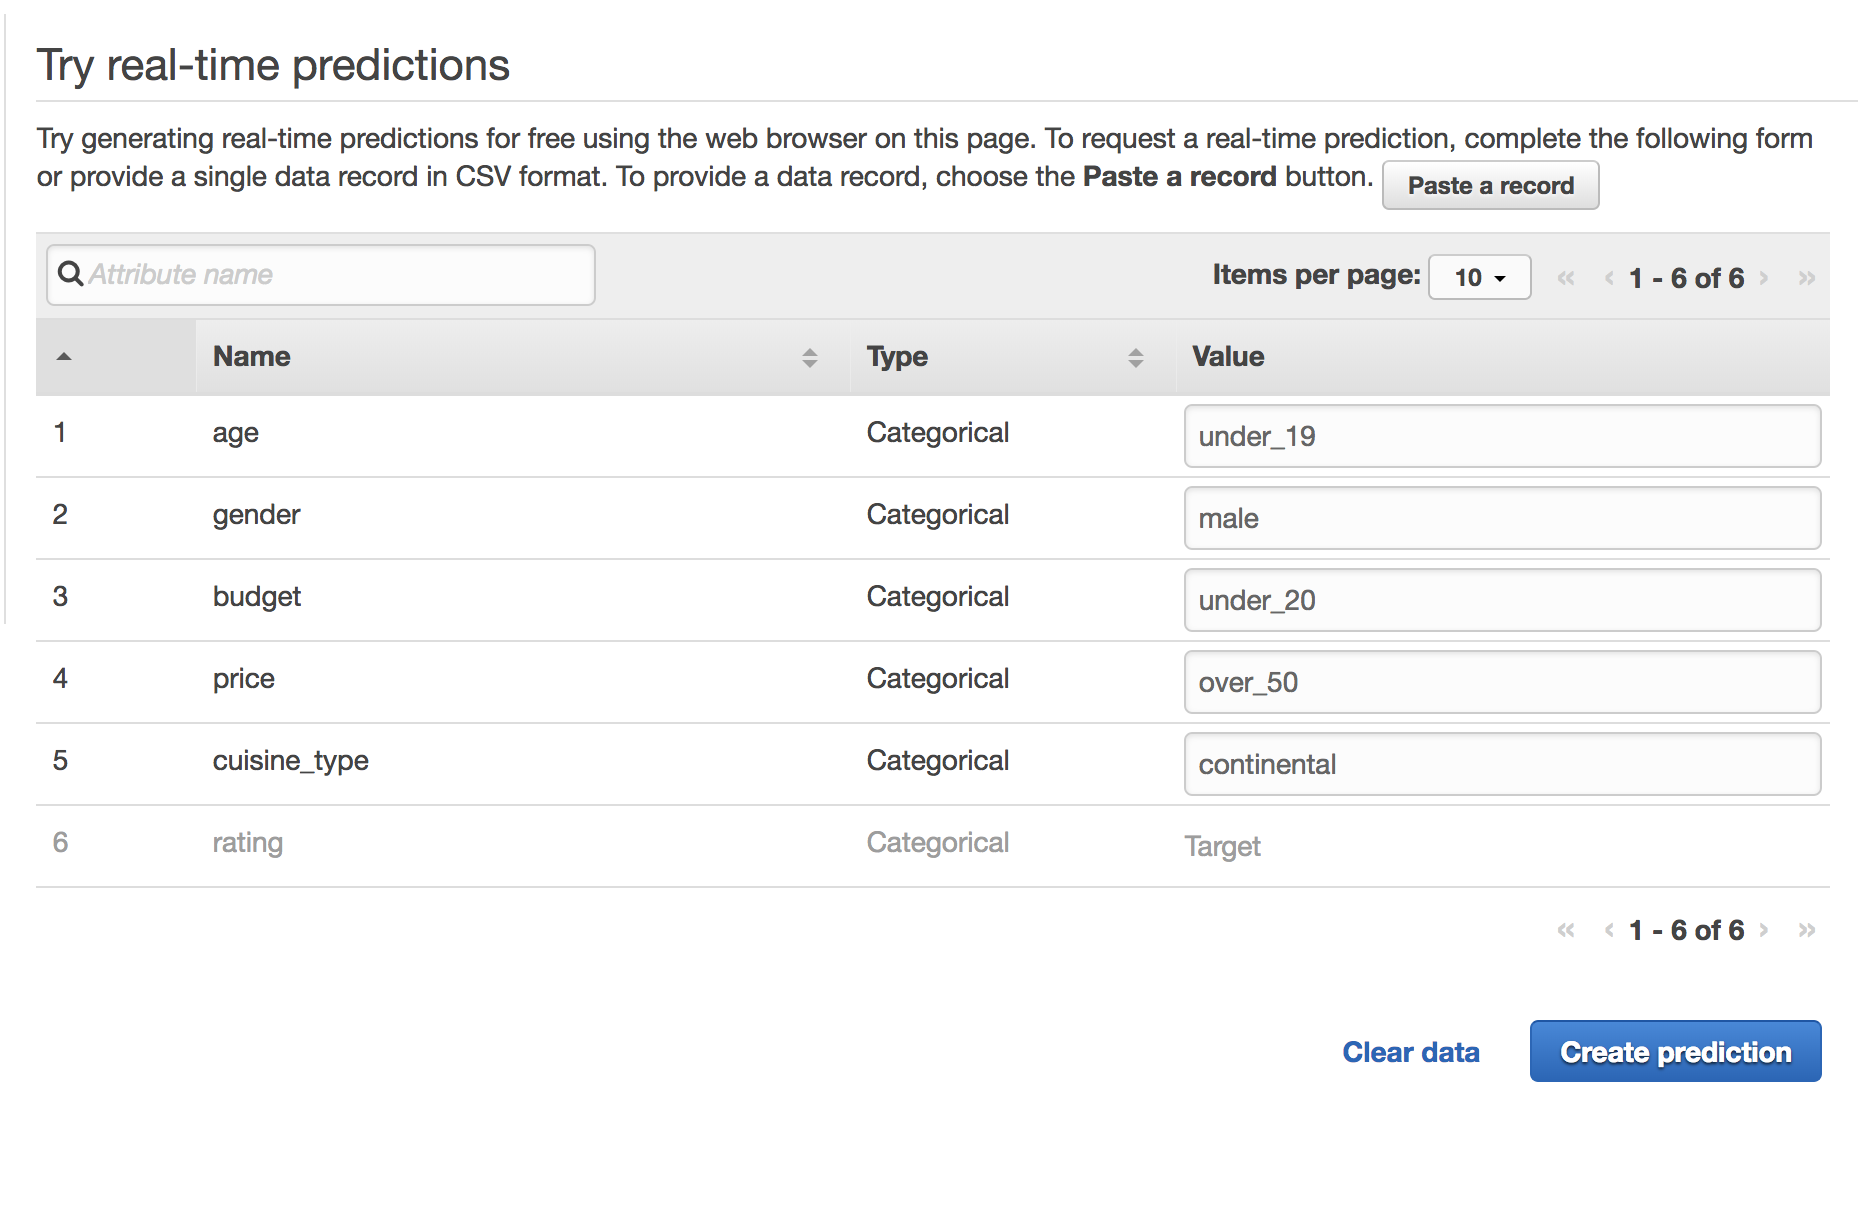 Try real-time predictions
Try generating real-time predictions for free using the web browser on this page. To request a real-time prediction, complete the following form
or provide a single data record in CSV format. To provide a data record, choose the Paste a record button. Paste a record
Attribute name Items per page: 10 « ‹ 1 - 6 of 6 › »
Name Type Value
1 age Categorical under_19
2 gender Categorical male
3 budget Categorical under_20
4 price Categorical over_50
5 cuisine_type Categorical continental
6 rating Categorical Target
« ‹ 1 - 6 of 6 › »
Clear data Create prediction